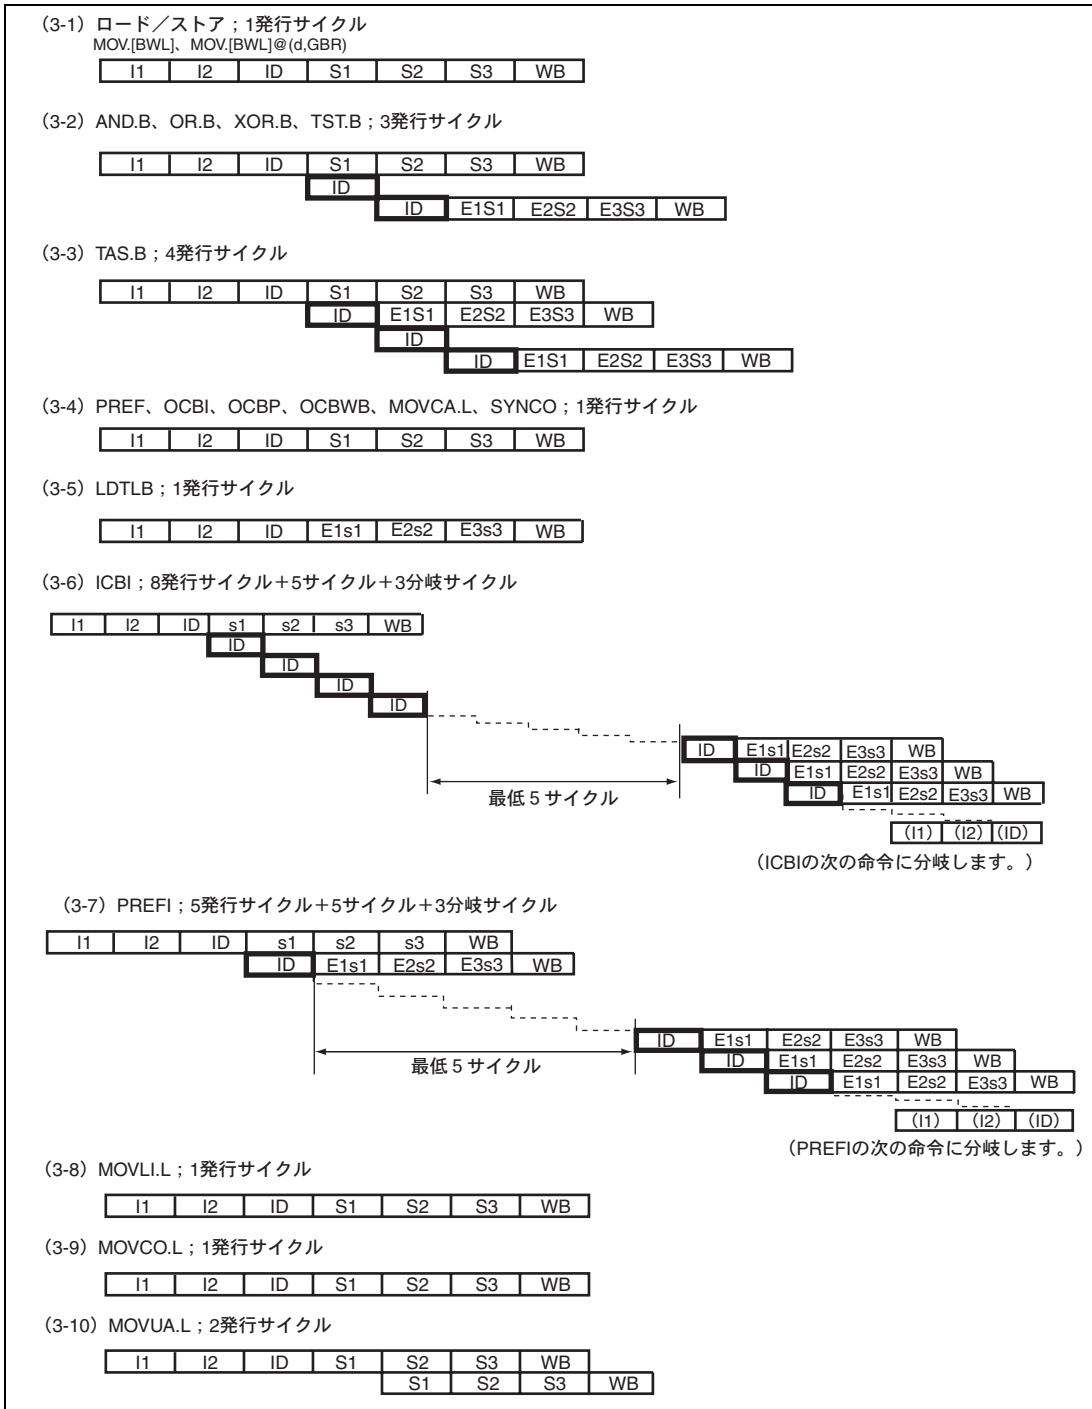 （3-1）ロード／ストア；1発行サイクル
MOV.[BWL]、MOV.[BWL]@(d,GBR)
I1 I2 ID S1 S2 S3 WB
（3-2）AND.B、OR.B、XOR.B、TST.B；3発行サイクル
I1 I2 ID S1 S2 S3 WB
ID
ID E1S1 E2S2 E3S3 WB
（3-3）TAS.B；4発行サイクル
I1 I2 ID S1 S2 S3 WB
ID E1S1 E2S2 E3S3 WB
ID
ID E1S1 E2S2 E3S3 WB
（3-4）PREF、OCBI、OCBP、OCBWB、MOVCA.L、SYNCO；1発行サイクル
I1 I2 ID S1 S2 S3 WB
（3-5）LDTLB；1発行サイクル
I1 I2 ID E1s1 E2s2 E3s3 WB
（3-6）ICBI；8発行サイクル＋5サイクル＋3分岐サイクル
I1 I2 ID s1 s2 s3 WB
ID
ID
ID
ID
ID E1s1 E2s2 E3s3 WB
ID E1s1 E2s2 E3s3 WB
最低５サイクル
ID E1s1 E2s2 E3s3 WB
（I1）（I2）（ID）
（ICBIの次の命令に分岐します。）
（3-7）PREFI；5発行サイクル＋5サイクル＋3分岐サイクル
I1 I2 ID s1 s2 s3 WB
ID E1s1 E2s2 E3s3 WB
ID E1s1 E2s2 E3s3 WB
最低５サイクル
ID E1s1 E2s2 E3s3 WB
ID E1s1 E2s2 E3s3 WB
（I1）（I2）（ID）
（PREFIの次の命令に分岐します。）
（3-8）MOVLI.L；1発行サイクル
I1 I2 ID S1 S2 S3 WB
（3-9）MOVCO.L；1発行サイクル
I1 I2 ID S1 S2 S3 WB
（3-10）MOVUA.L；2発行サイクル
I1 I2 ID S1 S2 S3 WB
S1 S2 S3 WB